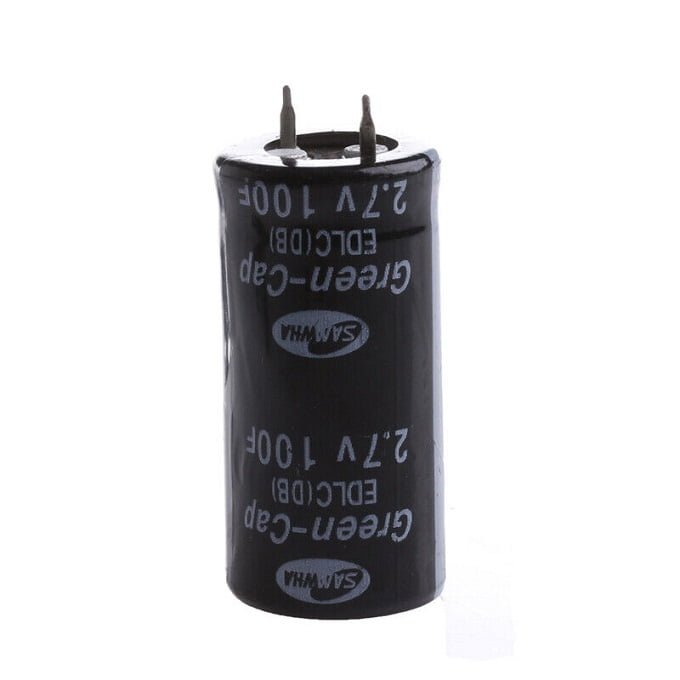 SAMWHA
Green-Cap
EDLC(DB)
2.7v 100F
SAMWHA
Green-Cap
EDLC(DB)
2.7v 100F